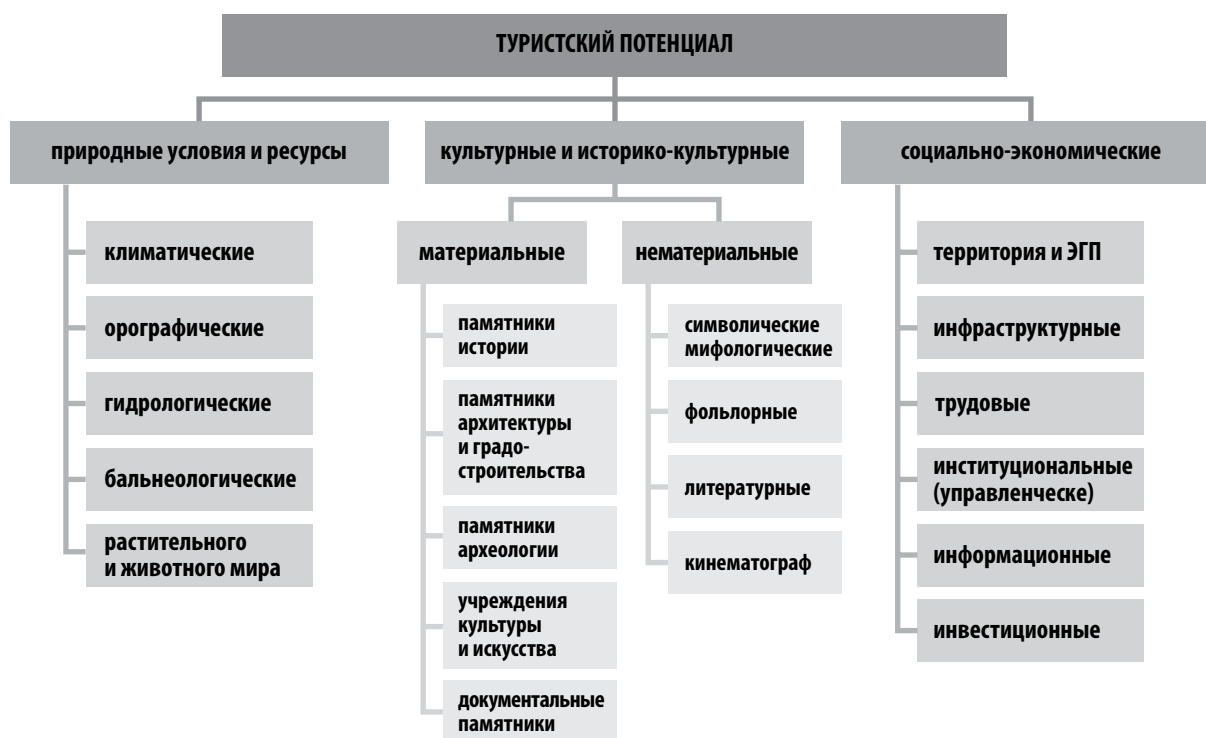 ТУРИСТСКИЙ ПОТЕНЦИАЛ
природные условия и ресурсы
климатические
орографические
гидрологические
бальнеологические
растительного
и животного мира
культурные и историко-культурные
материальные
памятники
истории
памятники
архитектуры
и градо-
строительства
памятники
археологии
учреждения
культуры
и искусства
документальные
памятники
нематериальные
символические
мифологические
фольлорные
литературные
кинематограф
социально-экономические
территория и ЭГП
инфраструктурные
трудовые
институциональные
(управленческе)
информационные
инвестиционные